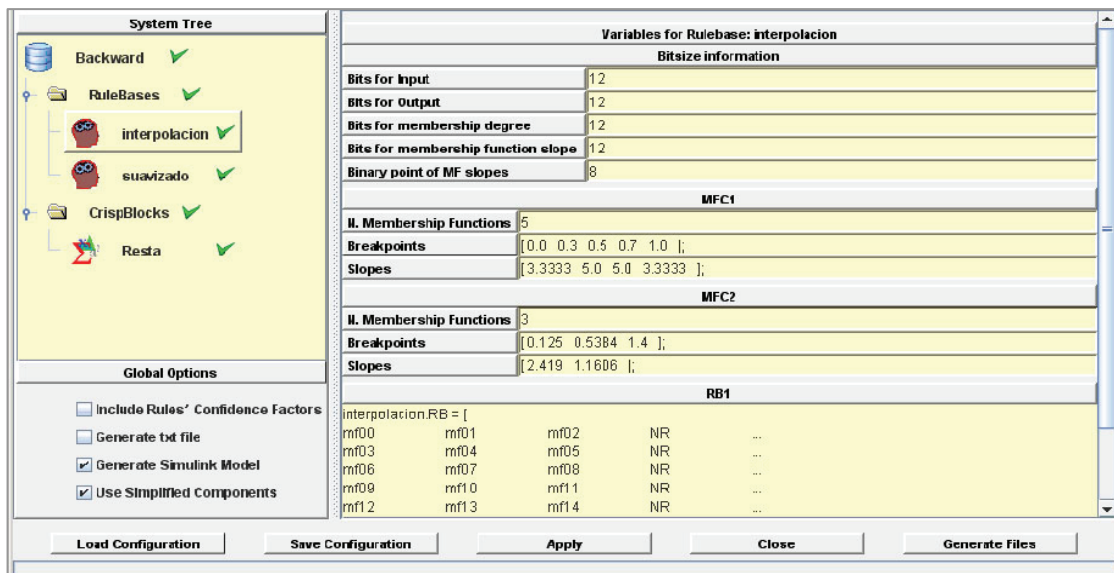 System Tree
Backward
RuleBases
interpolacion
suavizado
CrispBlocks
Resta
Global Options
Include Rules' Confidence Factors
Generate txt file
Generate Simulink Model
Use Simplified Components
Variables for Rulebase: interpolacion
Bitsize information
Bits for Input 12
Bits for Output 12
Bits for membership degree 12
Bits for membership function slope 12
Binary point of MF slopes 8
MFC1
N. Membership Functions 5
Breakpoints [0.0 0.3 0.5 0.7 1.0 ];
Slopes [3.3333 5.0 5.0 3.3333 ];
MFC2
N. Membership Functions 3
Breakpoints [0.125 0.5384 1.4 ];
Slopes [2.419 1.1606 ];
RB1
interpolacion.RB = [
mf00 mf01 mf02 NR ...
mf03 mf04 mf05 NR ...
mf06 mf07 mf08 NR ...
mf09 mf10 mf11 NR ...
mf12 mf13 mf14 NR ...
Load Configuration Save Configuration Apply Close Generate Files